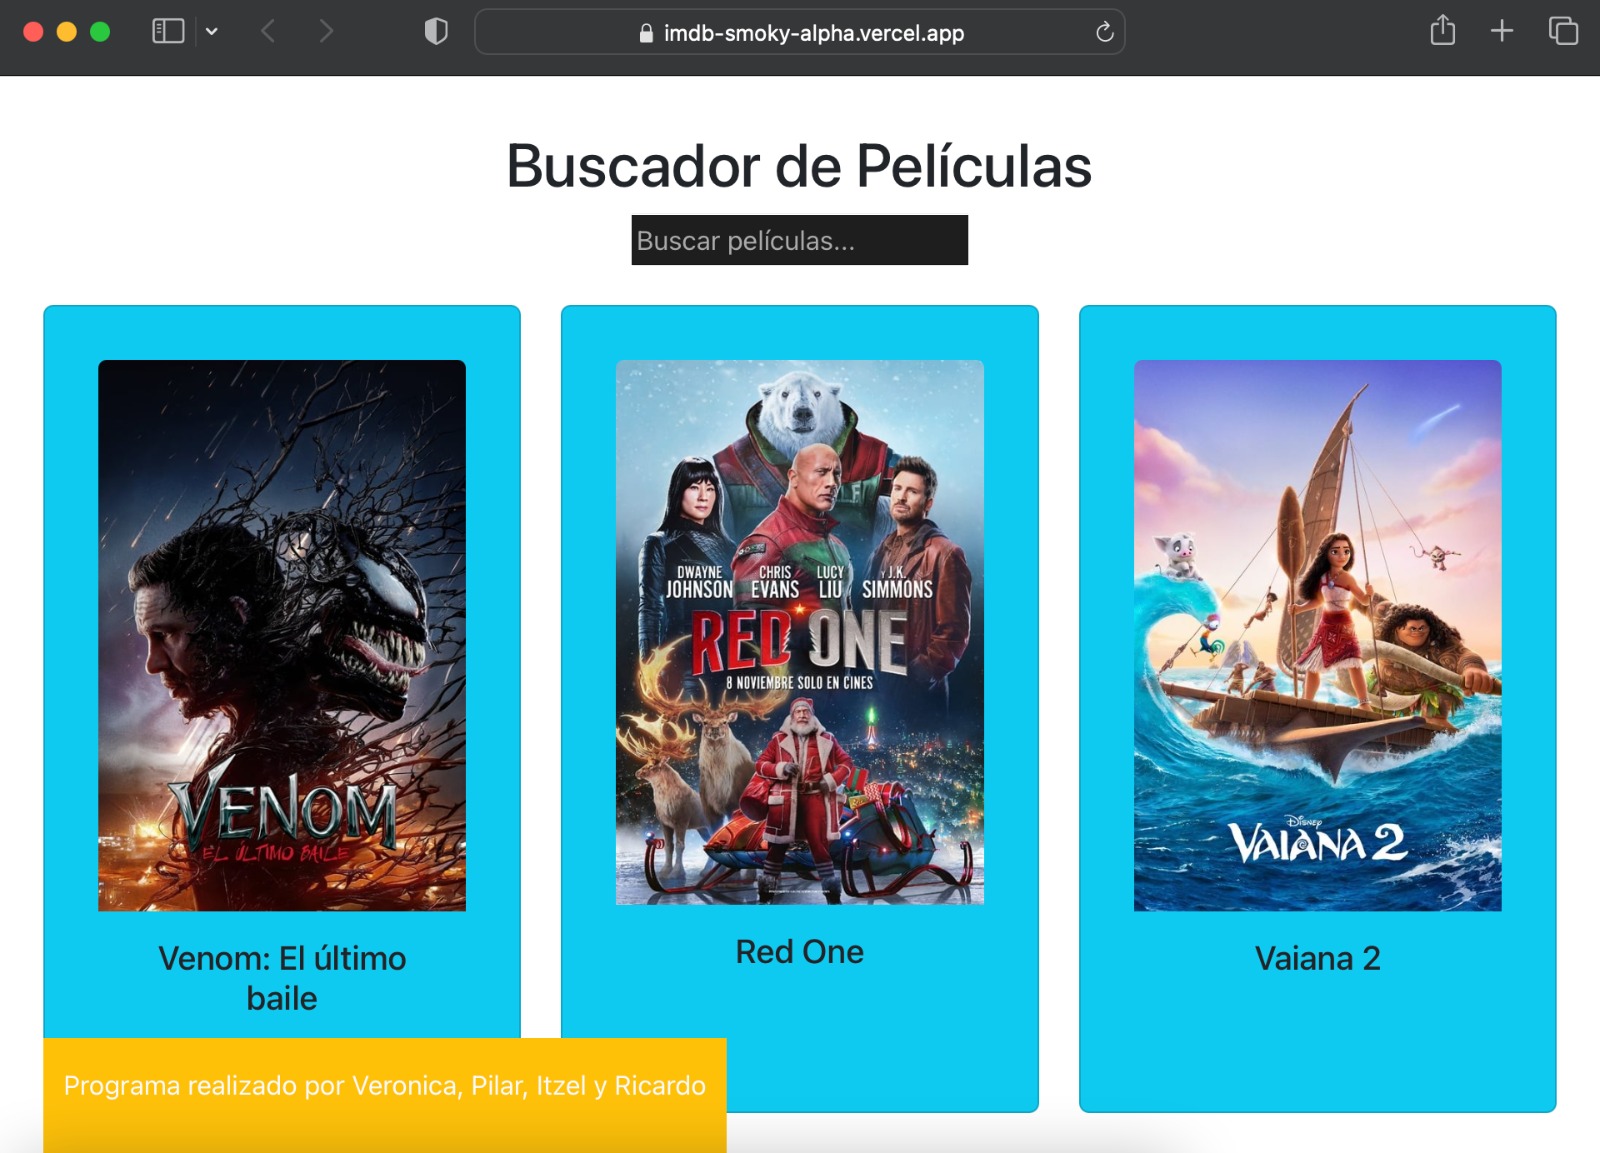 imdb-smoky-alpha.vercel.app
Buscador de Películas
Buscar películas...
VENOM
EL ÚLTIMO BAILE
Venom: El último
baile
DWAYNE JOHNSON CHRIS EVANS LUCY LIU Y J.K. SIMMONS
RED ONE
8 NOVIEMBRE SOLO EN CINES
Red One
DISNEY
VAIANA 2
Vaiana 2
Programa realizado por Veronica, Pilar, Itzel y Ricardo